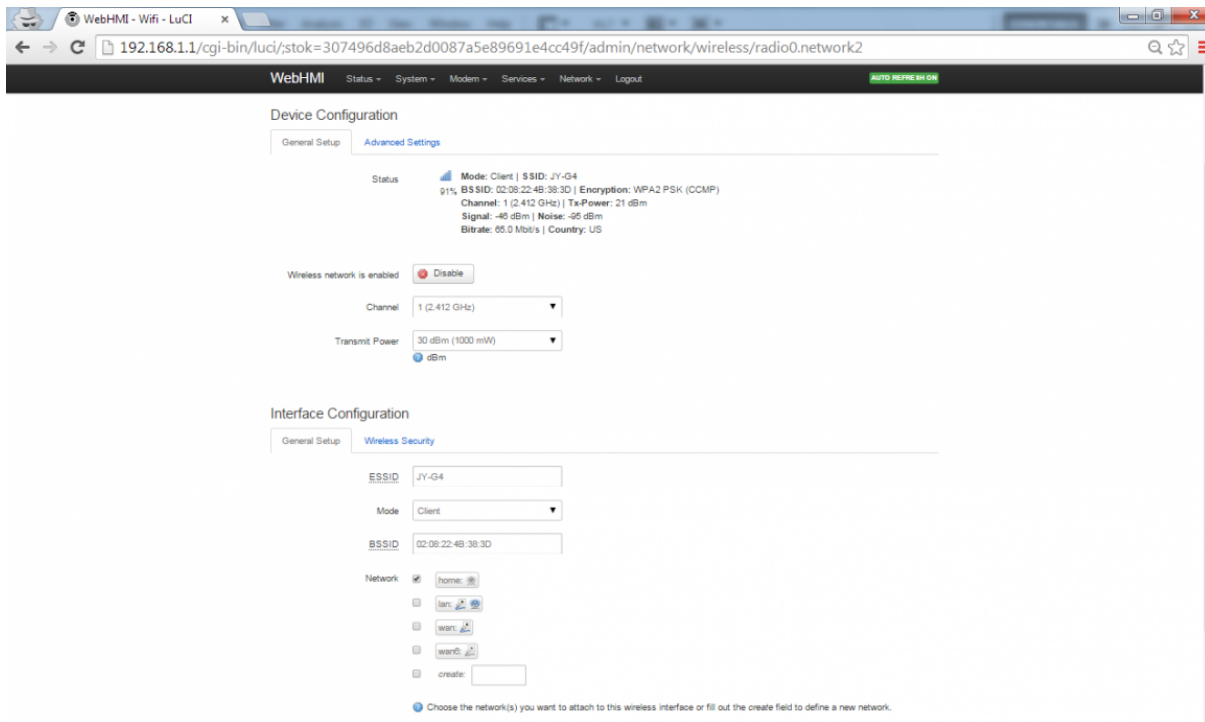 WebHMI - Wifi - LuCI
192.168.1.1/cgi-bin/luci/;stok=307496d8aeb2d0087a5e89691e4cc49f/admin/network/wireless/radio0.network2
WebHMI Status System Modem Services Network Logout AUTO REFRESH ON
Device Configuration
General Setup Advanced Settings
Status
Mode: Client | SSID: JY-G4
91% BSSID: 02:08:22:4B:38:3D | Encryption: WPA2 PSK (CCMP)
Channel: 1 (2.412 GHz) | Tx-Power: 21 dBm
Signal: -46 dBm | Noise: -95 dBm
Bitrate: 65.0 Mbit/s | Country: US
Wireless network is enabled Disable
Channel 1 (2.412 GHz)
Transmit Power 30 dBm (1000 mW)
dBm
Interface Configuration
General Setup Wireless Security
ESSID JY-G4
Mode Client
BSSID 02:08:22:4B:38:3D
Network home:
lan:
wan:
wan6:
create:
Choose the network(s) you want to attach to this wireless interface or fill out the create field to define a new network.